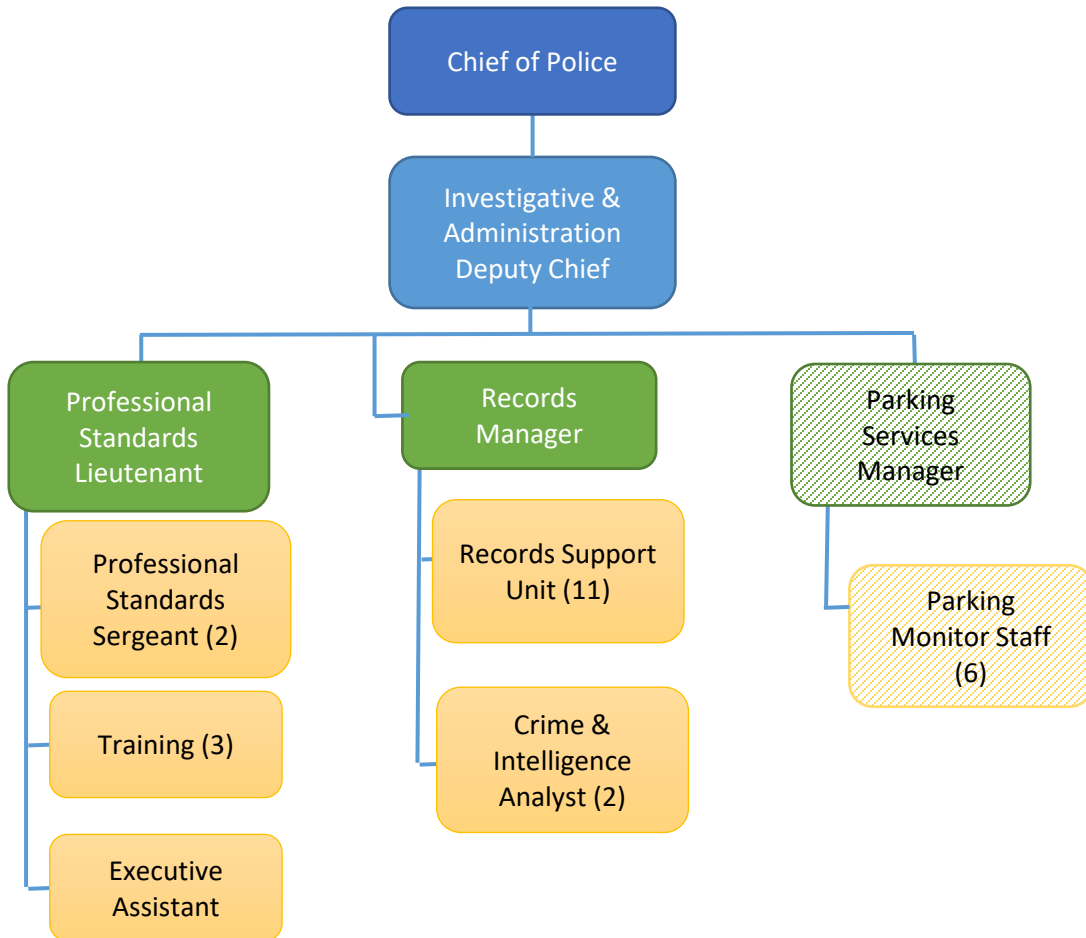 Chief of Police
Investigative &
Administration
Deputy Chief
Professional
Standards
Lieutenant
Records
Manager
Parking
Services
Manager
Professional
Standards
Sergeant (2)
Records Support
Unit (11)
Parking
Monitor Staff
(6)
Training (3)
Crime &
Intelligence
Analyst (2)
Executive
Assistant